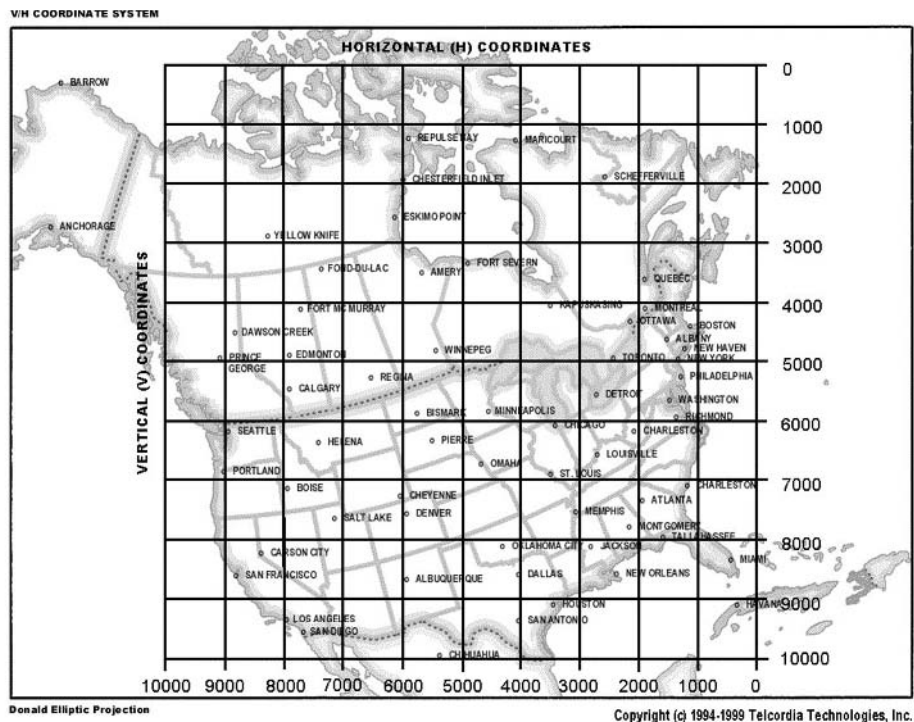 V/H COORDINATE SYSTEM
HORIZONTAL (H) COORDINATES
0
BARROW
1000
REPULSE BAY
MARICOURT
SCHEFFERVILLE
CHESTERFIELD INLET
2000
ESKIMO POINT
ANCHORAGE
YELLOW KNIFE
3000
FOND-DU-LAC
FORT SEVERN
AMERY
QUEBEC
VERTICAL (V) COORDINATES
KAPUSKASING
4000
FORT MC MURRAY
MONTREAL
OTTAWA
BOSTON
DAWSON CREEK
ALBANY
NEW HAVEN
WINNEPEG
PRINCE GEORGE
EDMONTON
TORONTO
NEW YORK
5000
REGINA
PHILADELPHIA
CALGARY
DETROIT
WASHINGTON
BISMARK
MINNEAPOLIS
RICHMOND
6000
SEATTLE
CHICAGO
CHARLESTON
HELENA
PIERRE
LOUISVILLE
PORTLAND
OMAHA
ST. LOUIS
7000
BOISE
CHEYENNE
CHARLESTON
ATLANTA
SALT LAKE
DENVER
MEMPHIS
MONTGOMERY
TALLAHASSEE
8000
CARSON CITY
OKLAHOMA CITY
JACKSON
MIAMI
SAN FRANCISCO
ALBUQUERQUE
DALLAS
NEW ORLEANS
9000
HOUSTON
HAVANA
LOS ANGELES
SAN ANTONIO
SAN DIEGO
CHIHUAHUA
10000
10000 9000 8000 7000 6000 5000 4000 3000 2000 1000 0
Donald Elliptic Projection
Copyright (c) 1994-1999 Telcordia Technologies, Inc.